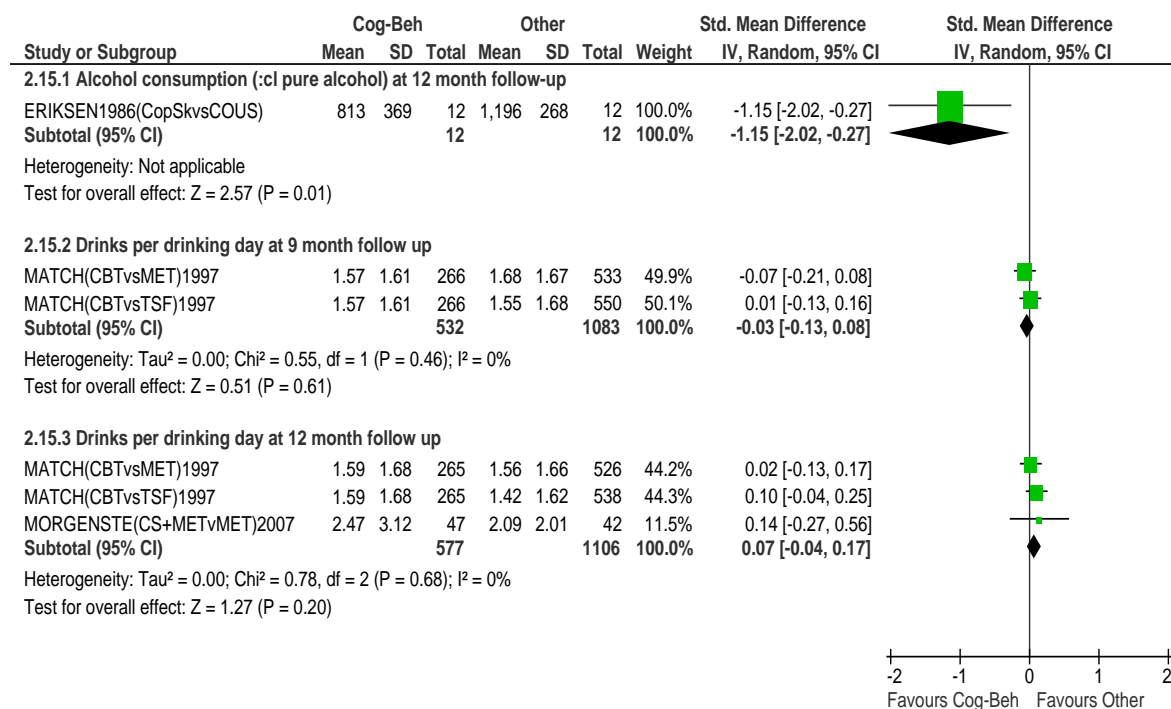 Cog-Beh Other Std. Mean Difference Std. Mean Difference
Study or Subgroup Mean SD Total Mean SD Total Weight IV, Random, 95% CI IV, Random, 95% CI
2.15.1 Alcohol consumption (:cl pure alcohol) at 12 month follow-up
ERIKSEN1986(CopSkvsCOUS) 813 369 12 1,196 268 12 100.0% -1.15 [-2.02, -0.27]
Subtotal (95% CI) 12 12 100.0% -1.15 [-2.02, -0.27]
Heterogeneity: Not applicable
Test for overall effect: Z = 2.57 (P = 0.01)
2.15.2 Drinks per drinking day at 9 month follow up
MATCH(CBTvsMET)1997 1.57 1.61 266 1.68 1.67 533 49.9% -0.07 [-0.21, 0.08]
MATCH(CBTvsTSF)1997 1.57 1.61 266 1.55 1.68 550 50.1% 0.01 [-0.13, 0.16]
Subtotal (95% CI) 532 1083 100.0% -0.03 [-0.13, 0.08]
Heterogeneity: Tau² = 0.00; Chi² = 0.55, df = 1 (P = 0.46); I² = 0%
Test for overall effect: Z = 0.51 (P = 0.61)
2.15.3 Drinks per drinking day at 12 month follow up
MATCH(CBTvsMET)1997 1.59 1.68 265 1.56 1.66 526 44.2% 0.02 [-0.13, 0.17]
MATCH(CBTvsTSF)1997 1.59 1.68 265 1.42 1.62 538 44.3% 0.10 [-0.04, 0.25]
MORGENSTE(CS+METvMET)2007 2.47 3.12 47 2.09 2.01 42 11.5% 0.14 [-0.27, 0.56]
Subtotal (95% CI) 577 1106 100.0% 0.07 [-0.04, 0.17]
Heterogeneity: Tau² = 0.00; Chi² = 0.78, df = 2 (P = 0.68); I² = 0%
Test for overall effect: Z = 1.27 (P = 0.20)
-2 -1 0 1 2
Favours Cog-Beh Favours Other